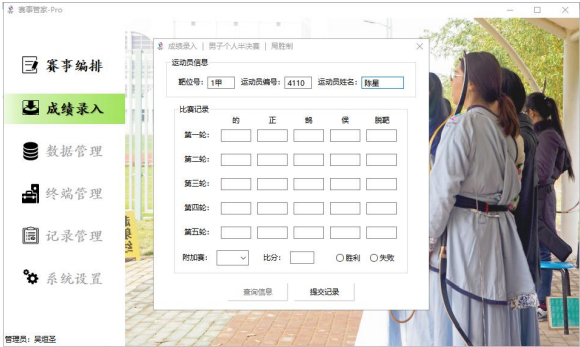 赛事管家-Pro
赛事编排
成绩录入
数据管理
终端管理
记录管理
系统设置
管理员：吴烜圣
成绩录入 | 男子个人半决赛 | 局胜制
运动员信息
靶位号： 1甲 运动员编号： 4110 运动员姓名： 陈星
比赛记录
的 正 鹄 侯 脱靶
第一轮：
第二轮：
第三轮：
第四轮：
第五轮：
附加赛： 比分： 胜利 失败
查询信息 提交记录